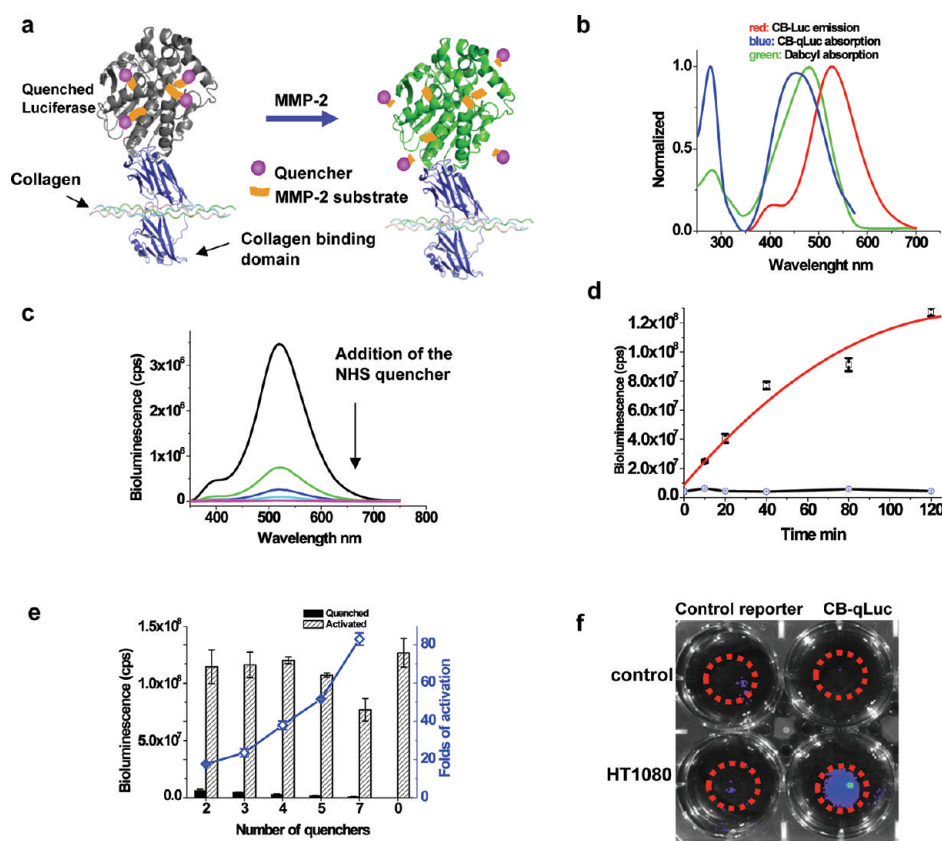 a
Quenched
Luciferase
MMP-2
Quencher
MMP-2 substrate
Collagen
Collagen binding
domain
b
red: CB-Luc emission
blue: CB-qLuc absorption
green: Dabcyl absorption
1.0
0.5
0.0
Normalized
300 400 500 600 700
Wavelenght nm
c
Bioluminescence (cps)
3x10⁶
2x10⁶
1x10⁶
0
Addition of the
NHS quencher
400 500 600 700 800
Wavelength nm
d
Bioluminescence (cps)
1.2x10⁸
1.0x10⁸
8.0x10⁷
6.0x10⁷
4.0x10⁷
2.0x10⁷
0.0
0 20 40 60 80 100 120
Time min
e
Quenched
Activated
Bioluminescence (cps)
1.5x10⁸
1.0x10⁸
5.0x10⁷
0.0
80
60
40
20
0
Folds of activation
2 3 4 5 7 0
Number of quenchers
f
Control reporter CB-qLuc
control
HT1080